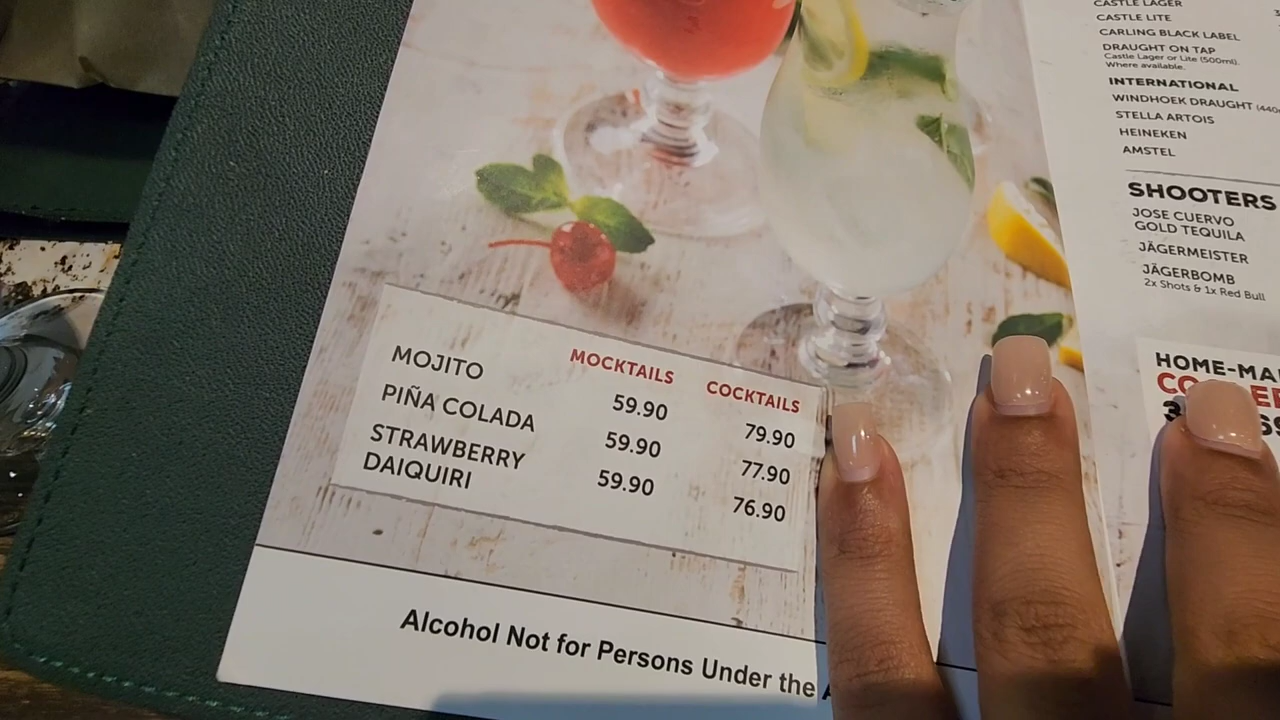 MOCKTAILS COCKTAILS
MOJITO 59.90 79.90
PIÑA COLADA 59.90 77.90
STRAWBERRY
DAIQUIRI 59.90 76.90
Alcohol Not for Persons Under the
CASTLE LAGER
CASTLE LITE
CARLING BLACK LABEL
DRAUGHT ON TAP
Castle Lager or Lite (500ml).
Where available.
INTERNATIONAL
WINDHOEK DRAUGHT
STELLA ARTOIS
HEINEKEN
AMSTEL
SHOOTERS
JOSE CUERVO
GOLD TEQUILA
JÄGERMEISTER
JÄGERBOMB
2x Shots & 1x Red Bull